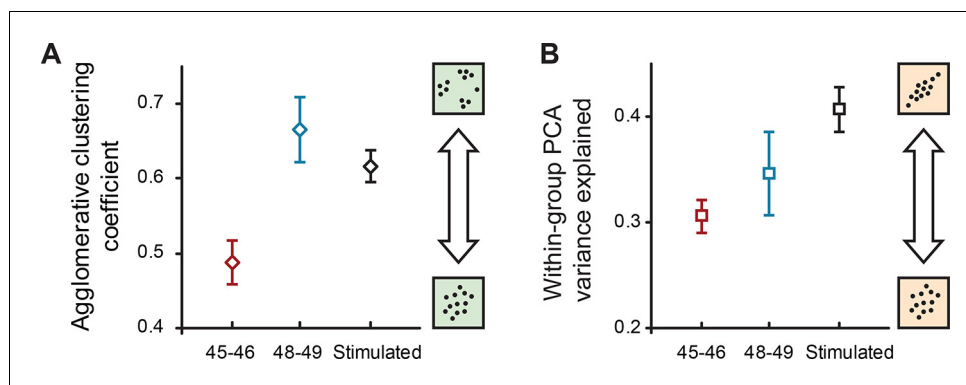 A
Agglomerative clustering
coefficient
0.7
0.6
0.5
0.4
45-46 48-49 Stimulated
B
Within-group PCA
variance explained
0.4
0.3
0.2
45-46 48-49 Stimulated